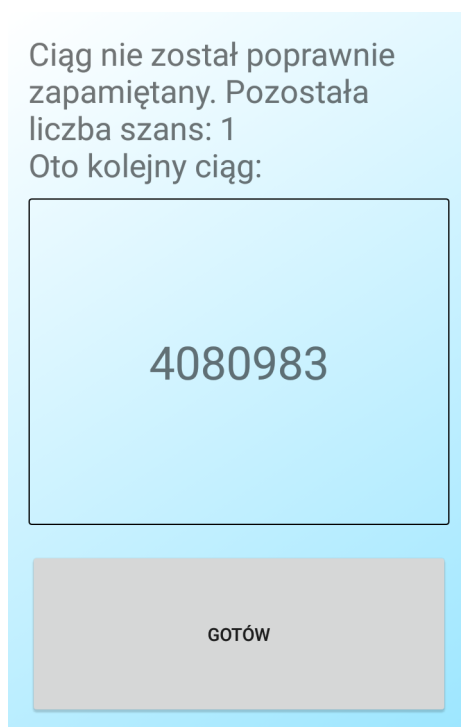 Ciąg nie został poprawnie
zapamiętany. Pozostała
liczba szans: 1
Oto kolejny ciąg:
4080983
GOTÓW